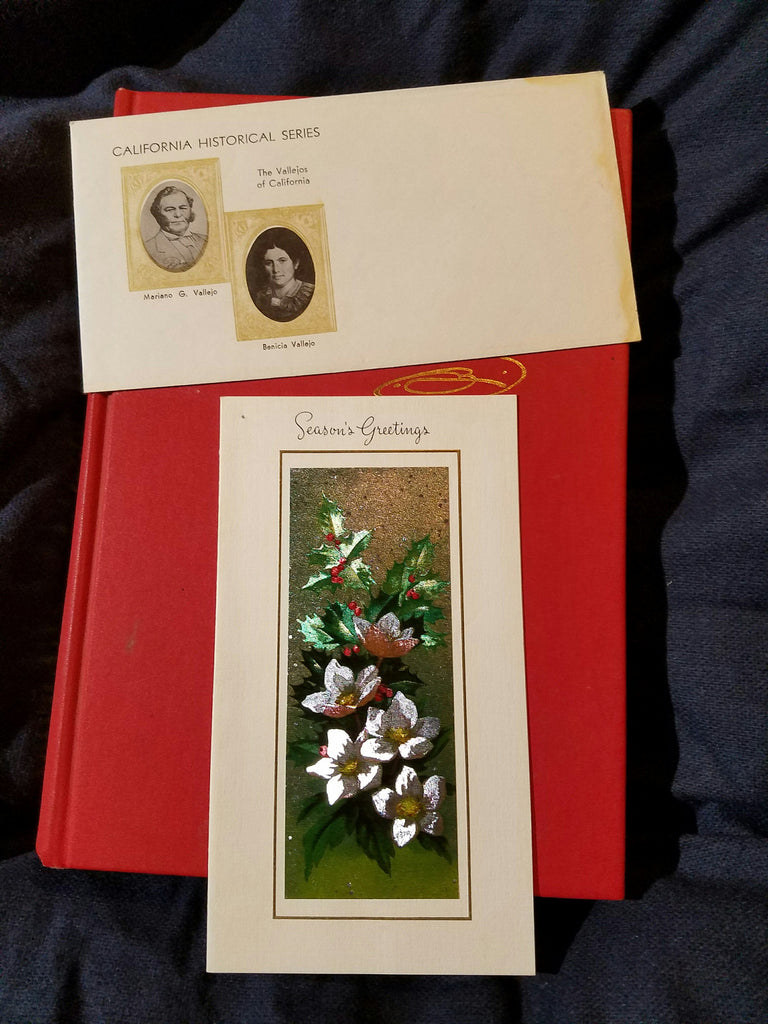 CALIFORNIA HISTORICAL SERIES
The Vallejos
of California
Mariano G. Vallejo
Benicia Vallejo
Season's Greetings